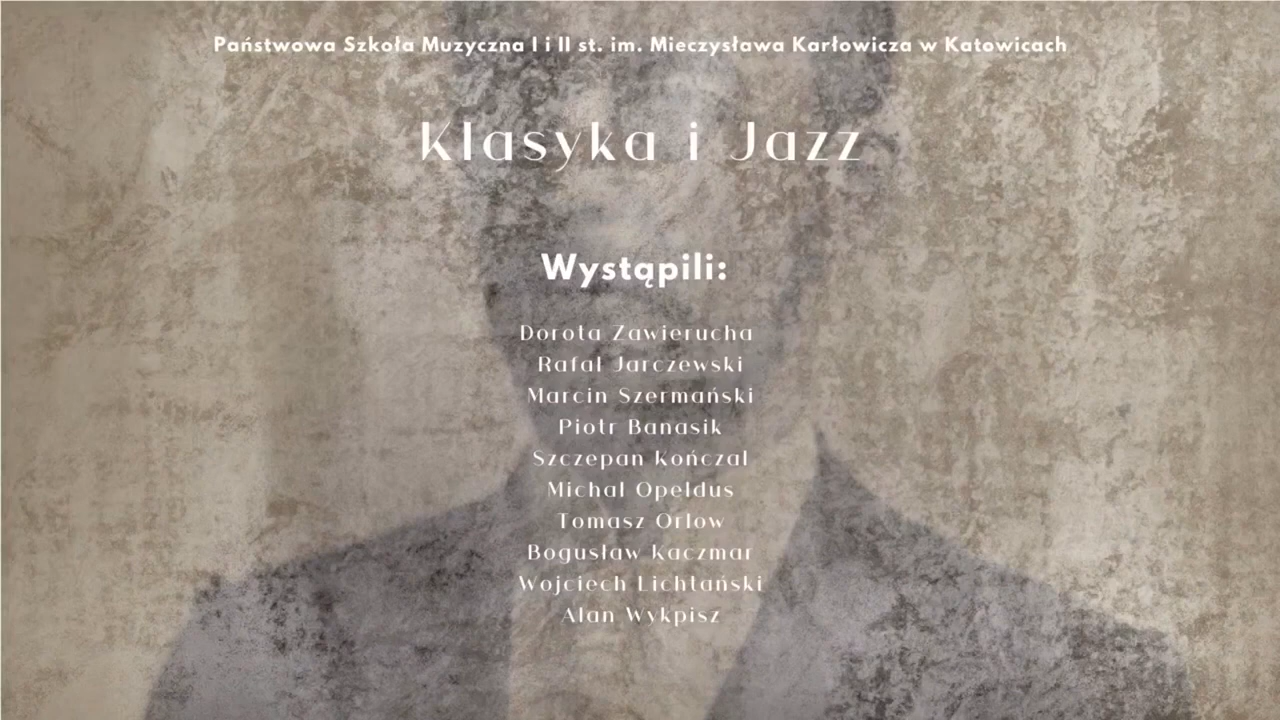 Państwowa Szkoła Muzyczna I i II st. im. Mieczysława Karłowicza w Katowicach
Klasyka i Jazz
Wystąpili:
Dorota Zawierucha
Rafał Jarczewski
Marcin Szermański
Piotr Banasik
Szczepan Kończal
Michał Opeldus
Tomasz Orlow
Bogusław Kaczmar
Wojciech Lichtański
Alan Wykpisz